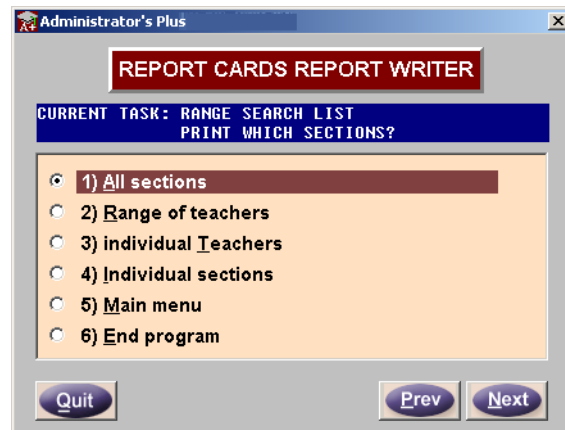 Administrator's Plus
REPORT CARDS REPORT WRITER
CURRENT TASK: RANGE SEARCH LIST
PRINT WHICH SECTIONS?
1) All sections
2) Range of teachers
3) individual Teachers
4) Individual sections
5) Main menu
6) End program
Quit
Prev
Next